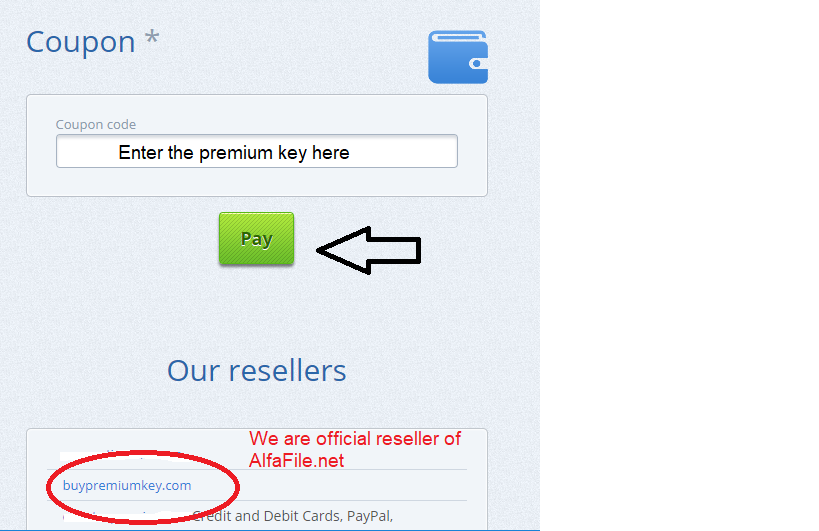 Coupon *
Coupon code
Enter the premium key here
Pay
Our resellers
We are official reseller of
AlfaFile.net
buypremiumkey.com
Credit and Debit Cards, PayPal,